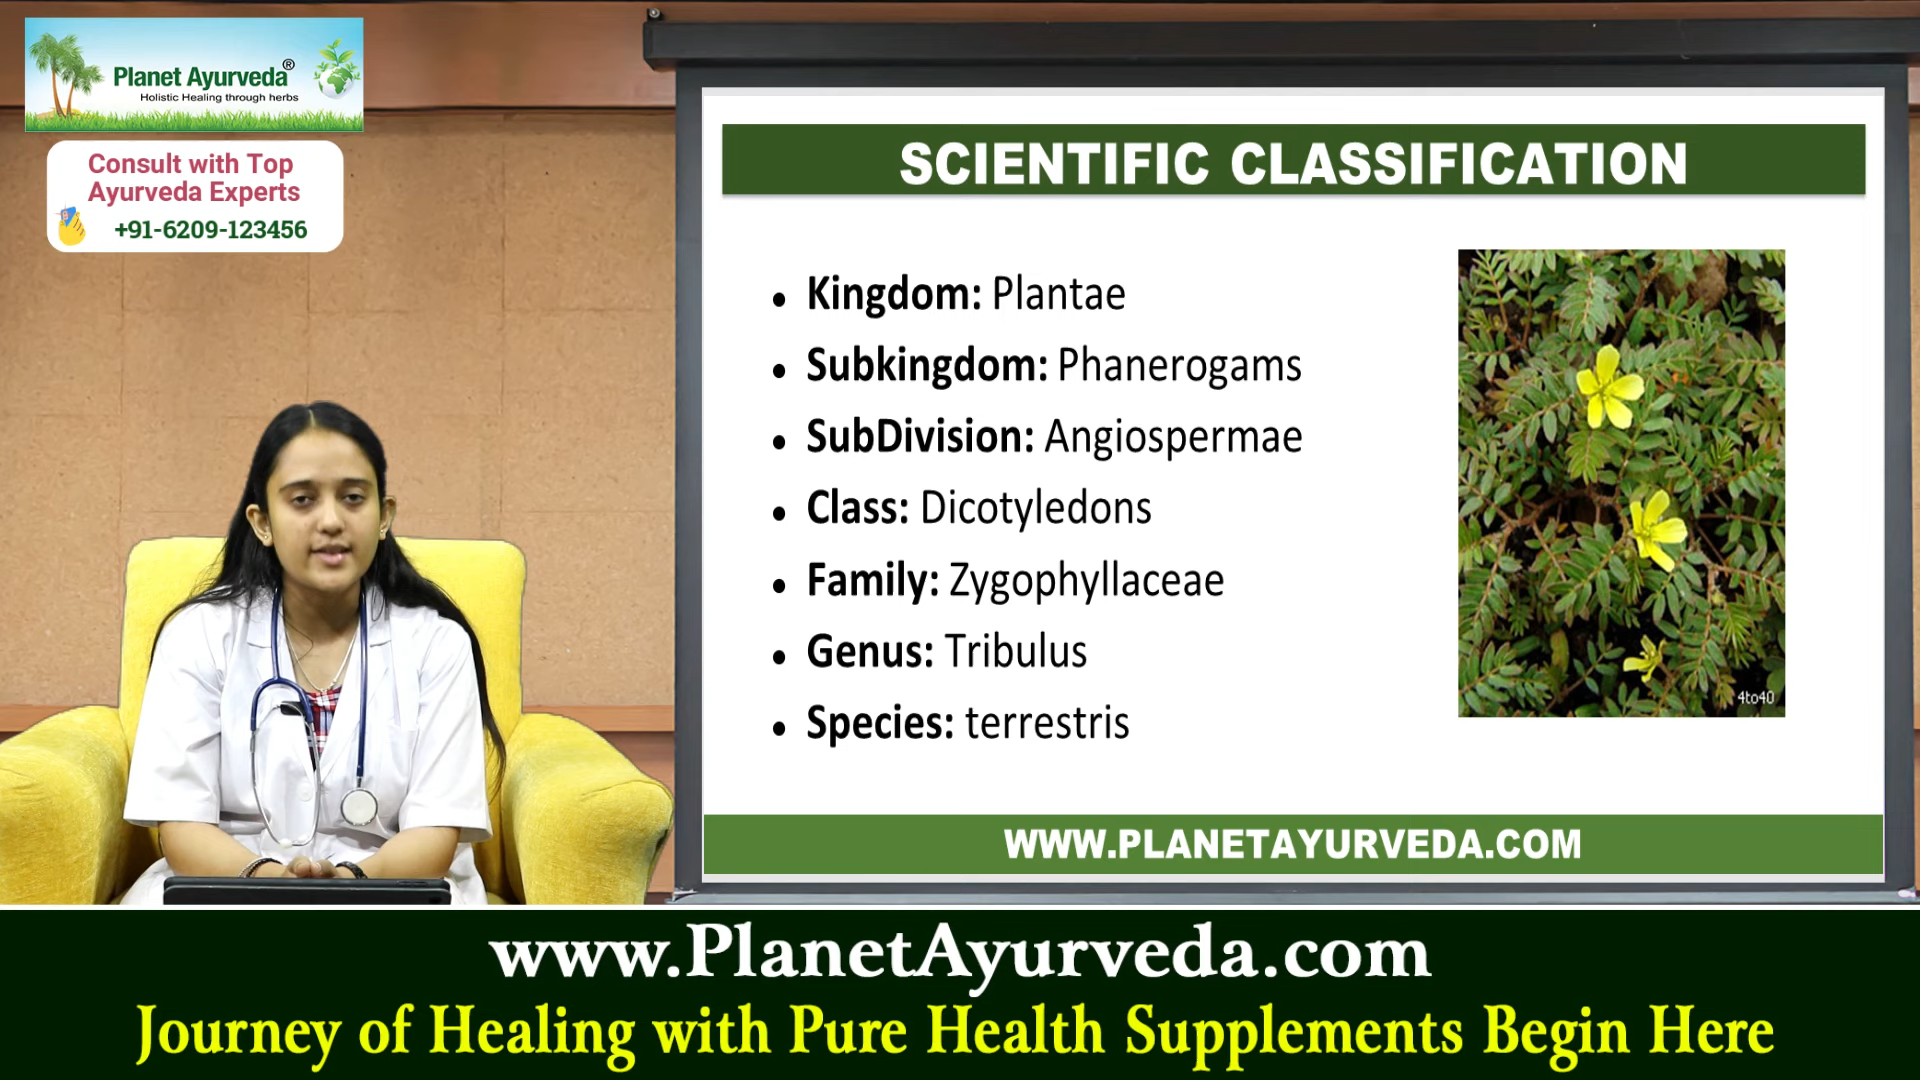 Planet Ayurveda®
Holistic Healing through herbs
Consult with Top
Ayurveda Experts
+91-6209-123456
SCIENTIFIC CLASSIFICATION
• Kingdom: Plantae
• Subkingdom: Phanerogams
• SubDivision: Angiospermae
• Class: Dicotyledons
• Family: Zygophyllaceae
• Genus: Tribulus
• Species: terrestris
4to40
WWW.PLANETAYURVEDA.COM
www.PlanetAyurveda.com
Journey of Healing with Pure Health Supplements Begin Here